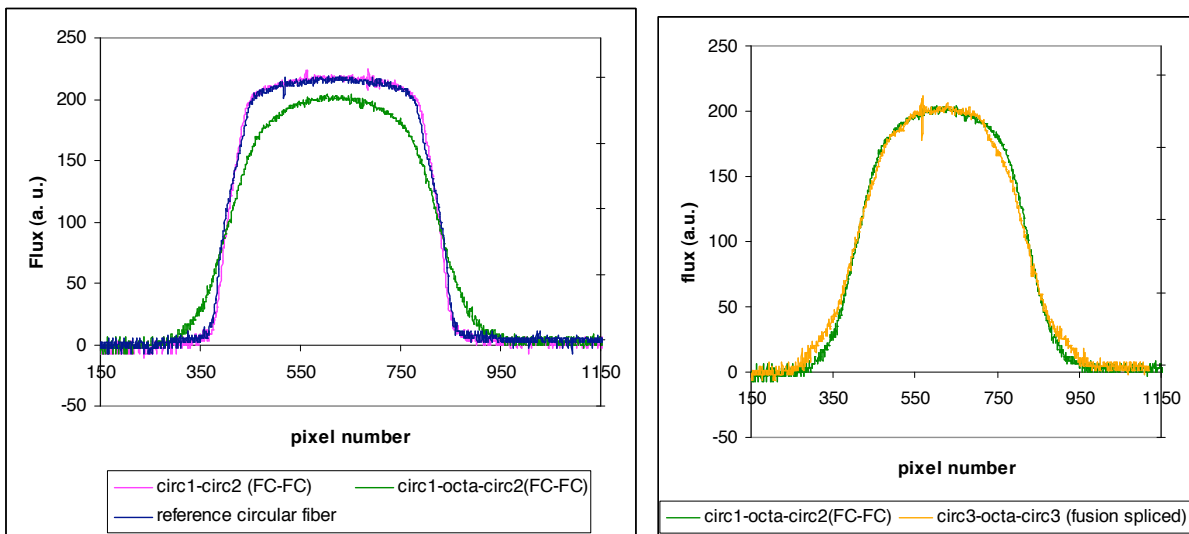 250
200
150
100
50
0
-50
Flux (a. u.)
150 350 550 750 950 1150
pixel number
circ1-circ2 (FC-FC) circ1-octa-circ2(FC-FC)
reference circular fiber
250
200
150
100
50
0
-50
flux (a.u.)
150 350 550 750 950 1150
pixel number
circ1-octa-circ2(FC-FC) circ3-octa-circ3 (fusion spliced)